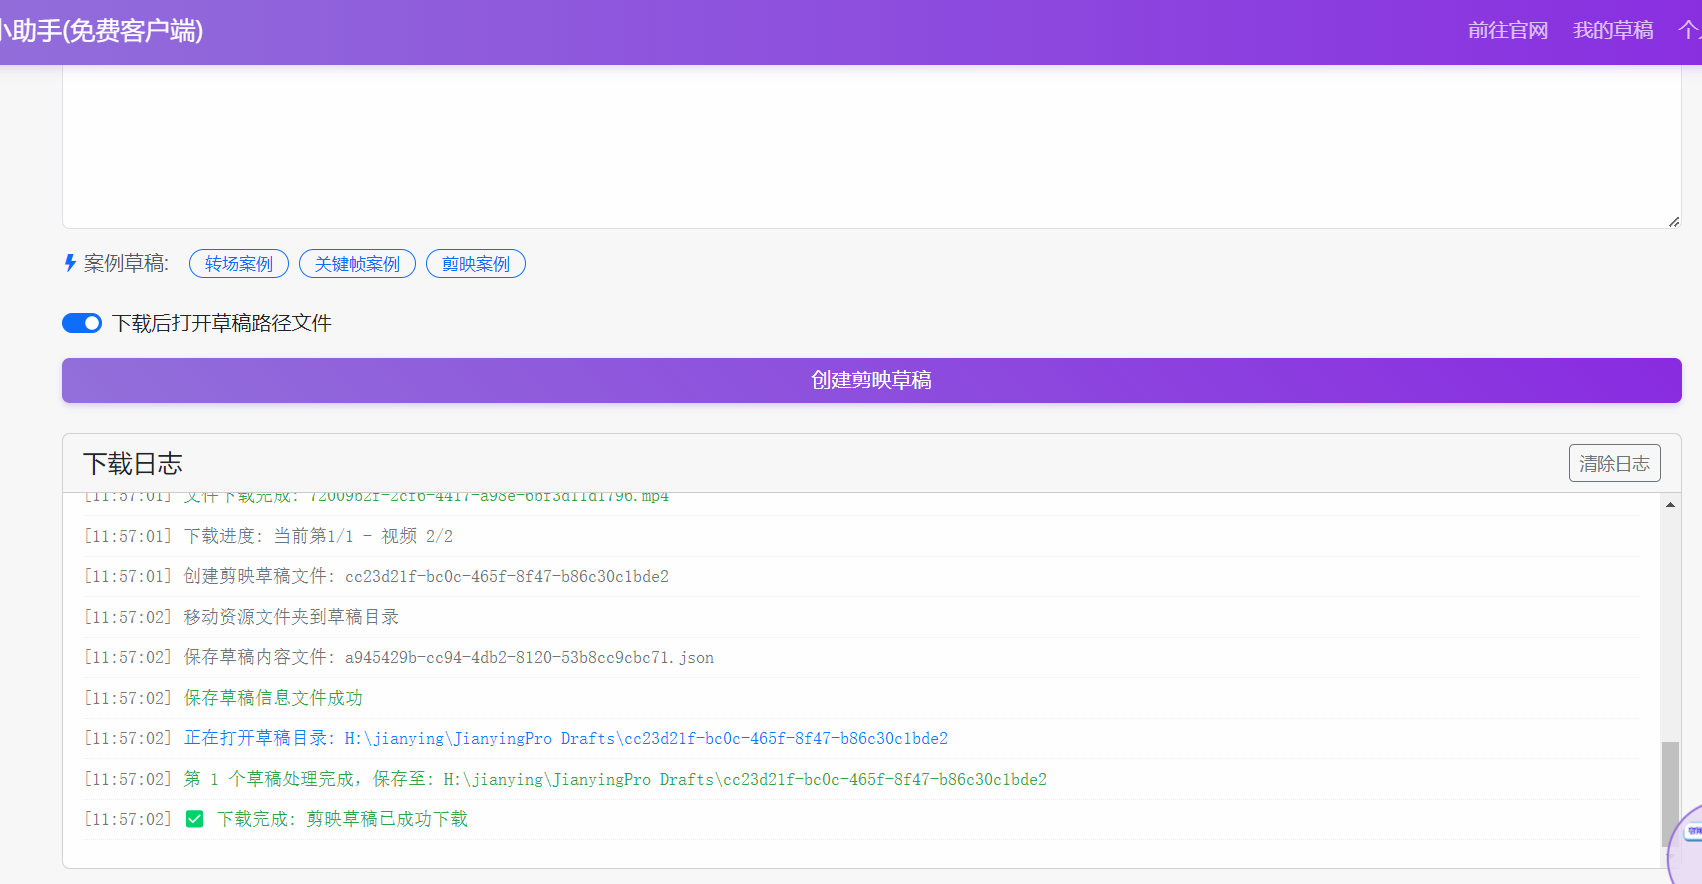 小助手(免费客户端)
前往官网 我的草稿
案例草稿: 转场案例 关键帧案例 剪映案例
下载后打开草稿路径文件
创建剪映草稿
下载日志 清除日志
[11:57:01] 文件下载完成: 72009b2f-2cf6-4417-a98e-6bf3d11d1796.mp4
[11:57:01] 下载进度: 当前第1/1 - 视频 2/2
[11:57:01] 创建剪映草稿文件: cc23d21f-bc0c-465f-8f47-b86c30c1bde2
[11:57:02] 移动资源文件夹到草稿目录
[11:57:02] 保存草稿内容文件: a945429b-cc94-4db2-8120-53b8cc9cbc71.json
[11:57:02] 保存草稿信息文件成功
[11:57:02] 正在打开草稿目录: H:\jianying\JianyingPro Drafts\cc23d21f-bc0c-465f-8f47-b86c30c1bde2
[11:57:02] 第 1 个草稿处理完成, 保存至: H:\jianying\JianyingPro Drafts\cc23d21f-bc0c-465f-8f47-b86c30c1bde2
[11:57:02] ✅ 下载完成: 剪映草稿已成功下载